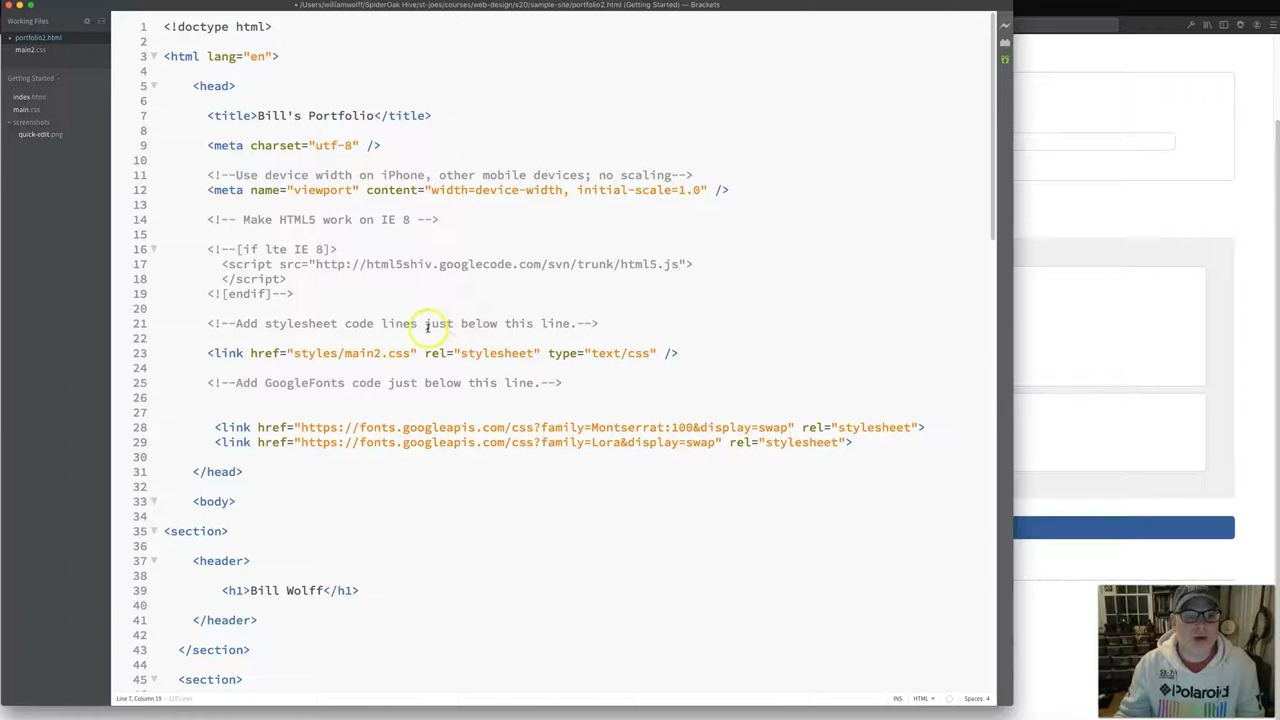 /Users/williamwolff/SpiderOak Hive/st-joes/courses/web-design/s20/sample-site/portfolio2.html (Getting Started) — Brackets
Working Files
portfolio2.html
main2.css
Getting Started
index.html
main.css
screenshots
quick-edit.png
1 <!doctype html>
2
3 <html lang="en">
4
5 <head>
6
7 <title>Bill's Portfolio</title>
8
9 <meta charset="utf-8" />
10
11 <!--Use device width on iPhone, other mobile devices; no scaling-->
12 <meta name="viewport" content="width=device-width, initial-scale=1.0" />
13
14 <!-- Make HTML5 work on IE 8 -->
15
16 <!--[if lte IE 8]>
17 <script src="http://html5shiv.googlecode.com/svn/trunk/html5.js">
18 </script>
19 <![endif]-->
20
21 <!--Add stylesheet code lines just below this line.-->
22
23 <link href="styles/main2.css" rel="stylesheet" type="text/css" />
24
25 <!--Add GoogleFonts code just below this line.-->
26
27
28 <link href="https://fonts.googleapis.com/css?family=Montserrat:100&display=swap" rel="stylesheet">
29 <link href="https://fonts.googleapis.com/css?family=Lora&display=swap" rel="stylesheet">
30
31 </head>
32
33 <body>
34
35 <section>
36
37 <header>
38
39 <h1>Bill Wolff</h1>
40
41 </header>
42
43 </section>
44
45 <section>
Line 7, Column 19 — 128 Lines
INS
HTML
Spaces: 4
SX-70
Polaroid